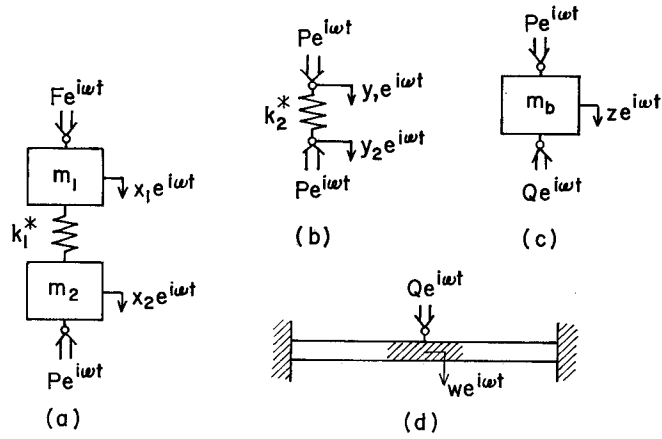 Fe^{iωt}
m₁
x₁e^{iωt}
k₁*
m₂
x₂e^{iωt}
Pe^{iωt}
(a)
Pe^{iωt}
y₁e^{iωt}
k₂*
y₂e^{iωt}
Pe^{iωt}
(b)
Pe^{iωt}
m_b
ze^{iωt}
Qe^{iωt}
(c)
Qe^{iωt}
we^{iωt}
(d)